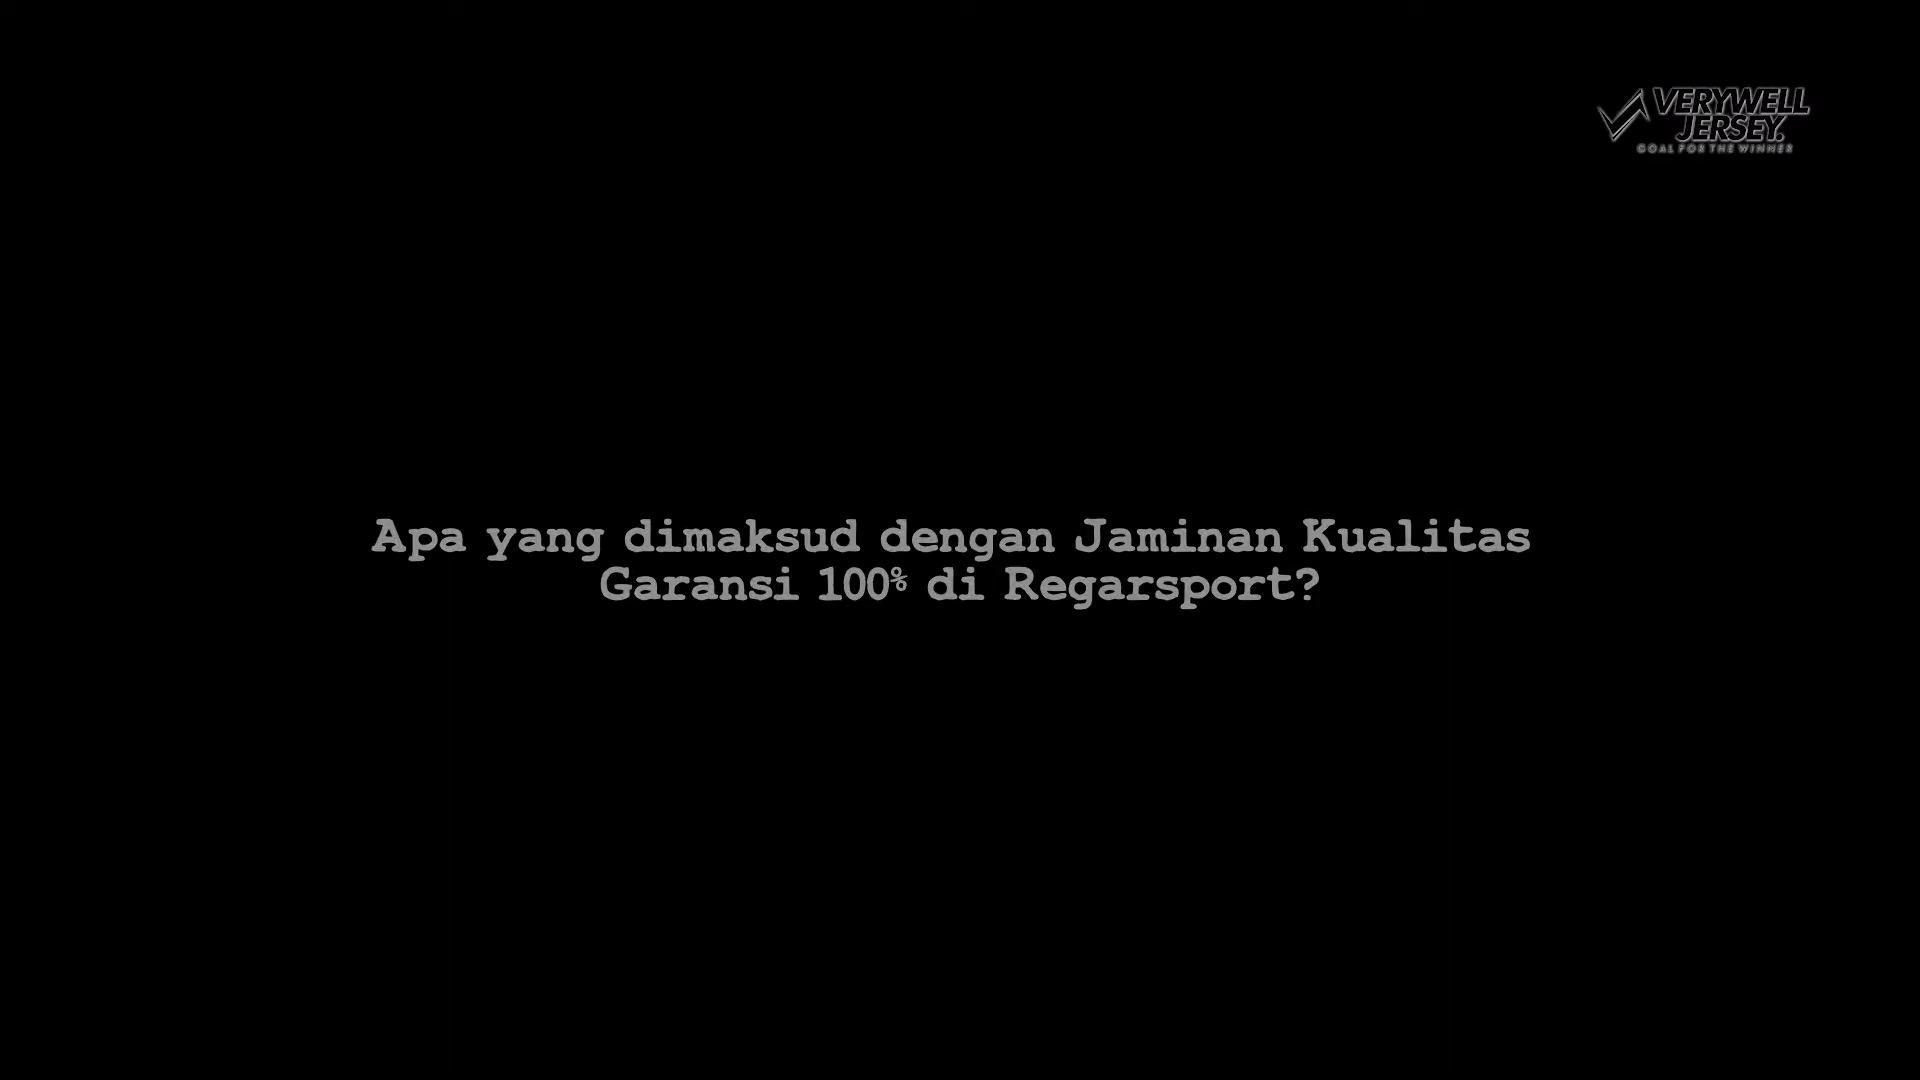 VERYWELL
JERSEY.
GOAL FOR THE WINNER
Apa yang dimaksud dengan Jaminan Kualitas
Garansi 100% di Regarsport?